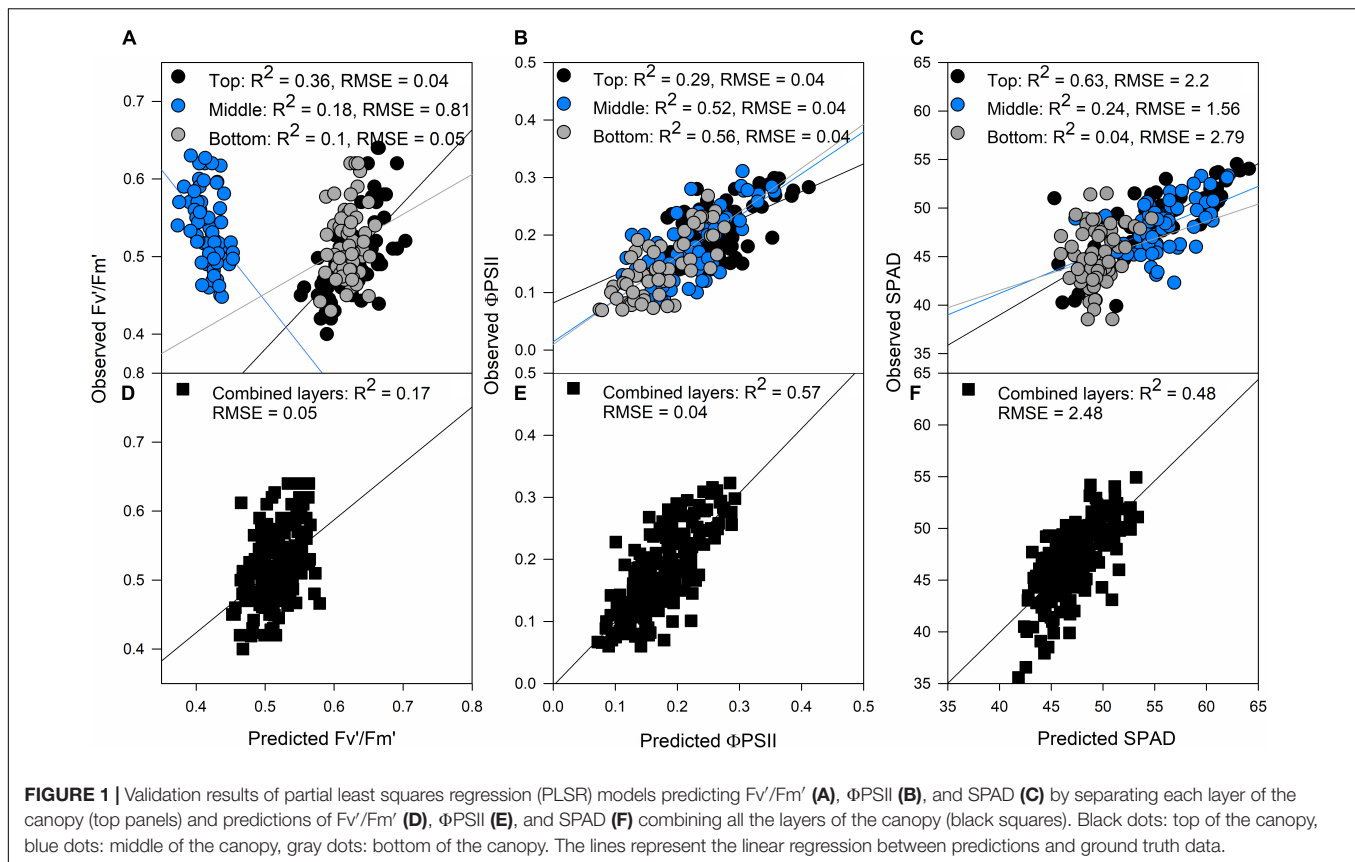 A
Top: R² = 0.36, RMSE = 0.04
Middle: R² = 0.18, RMSE = 0.81
Bottom: R² = 0.1, RMSE = 0.05
0.7
0.6
0.5
0.4
0.8
Observed Fv'/Fm'
B
0.5
Top: R² = 0.29, RMSE = 0.04
Middle: R² = 0.52, RMSE = 0.04
Bottom: R² = 0.56, RMSE = 0.04
0.4
0.3
0.2
0.1
0.0
0.5
Observed ΦPSII
C
65
Top: R² = 0.63, RMSE = 2.2
Middle: R² = 0.24, RMSE = 1.56
Bottom: R² = 0.04, RMSE = 2.79
60
55
50
45
40
35
65
Observed SPAD
D
Combined layers: R² = 0.17
RMSE = 0.05
0.7
0.6
0.5
0.4
0.4 0.5 0.6 0.7 0.8
Predicted Fv'/Fm'
E
Combined layers: R² = 0.57
RMSE = 0.04
0.4
0.3
0.2
0.1
0.0
0.0 0.1 0.2 0.3 0.4 0.5
Predicted ΦPSII
F
Combined layers: R² = 0.48
RMSE = 2.48
60
55
50
45
40
35
35 40 45 50 55 60 65
Predicted SPAD
FIGURE 1 | Validation results of partial least squares regression (PLSR) models predicting Fv′/Fm′ (A), ΦPSII (B), and SPAD (C) by separating each layer of the
canopy (top panels) and predictions of Fv′/Fm′ (D), ΦPSII (E), and SPAD (F) combining all the layers of the canopy (black squares). Black dots: top of the canopy,
blue dots: middle of the canopy, gray dots: bottom of the canopy. The lines represent the linear regression between predictions and ground truth data.